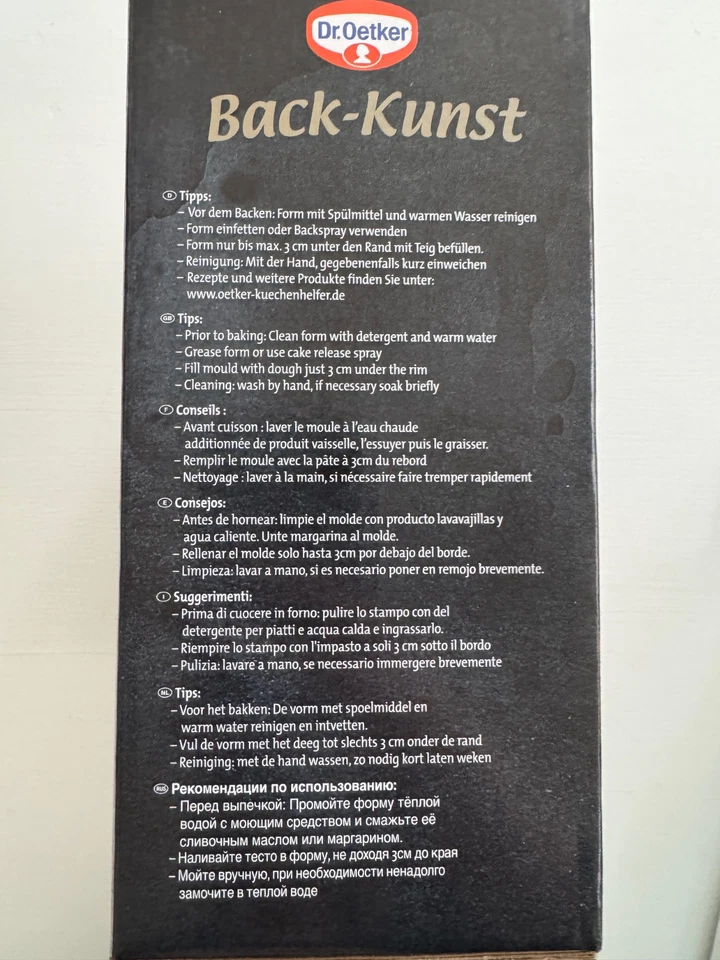 Dr.Oetker
Back-Kunst
D Tipps:
– Vor dem Backen: Form mit Spülmittel und warmen Wasser reinigen
– Form einfetten oder Backspray verwenden
– Form nur bis max. 3 cm unter den Rand mit Teig befüllen.
– Reinigung: Mit der Hand, gegebenenfalls kurz einweichen
– Rezepte und weitere Produkte finden Sie unter:
www.oetker-kuechenhelfer.de
GB Tips:
– Prior to baking: Clean form with detergent and warm water
– Grease form or use cake release spray
– Fill mould with dough just 3 cm under the rim
– Cleaning: wash by hand, if necessary soak briefly
F Conseils :
– Avant cuisson : laver le moule à l'eau chaude
additionnée de produit vaisselle, l'essuyer puis le graisser.
– Remplir le moule avec la pâte à 3cm du rebord
– Nettoyage : laver à la main, si nécessaire faire tremper rapidement
E Consejos:
– Antes de hornear: limpie el molde con producto lavavajillas y
agua caliente. Unte margarina al molde.
– Rellenar el molde solo hasta 3cm por debajo del borde.
– Limpieza: lavar a mano, si es necesario poner en remojo brevemente.
I Suggerimenti:
– Prima di cuocere in forno: pulire lo stampo con del
detergente per piatti e acqua calda e ingrassarlo.
– Riempire lo stampo con l'impasto a soli 3 cm sotto il bordo
– Pulizia: lavare a mano, se necessario immergere brevemente
NL Tips:
– Voor het bakken: De vorm met spoelmiddel en
warm water reinigen en intvetten.
– Vul de vorm met het deeg tot slechts 3 cm onder de rand
– Reiniging: met de hand wassen, zo nodig kort laten weken
RUS Рекомендации по использованию:
– Перед выпечкой: Промойте форму тёплой
водой с моющим средством и смажьте её
сливочным маслом или маргарином.
– Наливайте тесто в форму, не доходя 3см до края
– Мойте вручную, при необходимости ненадолго
замочите в теплой воде